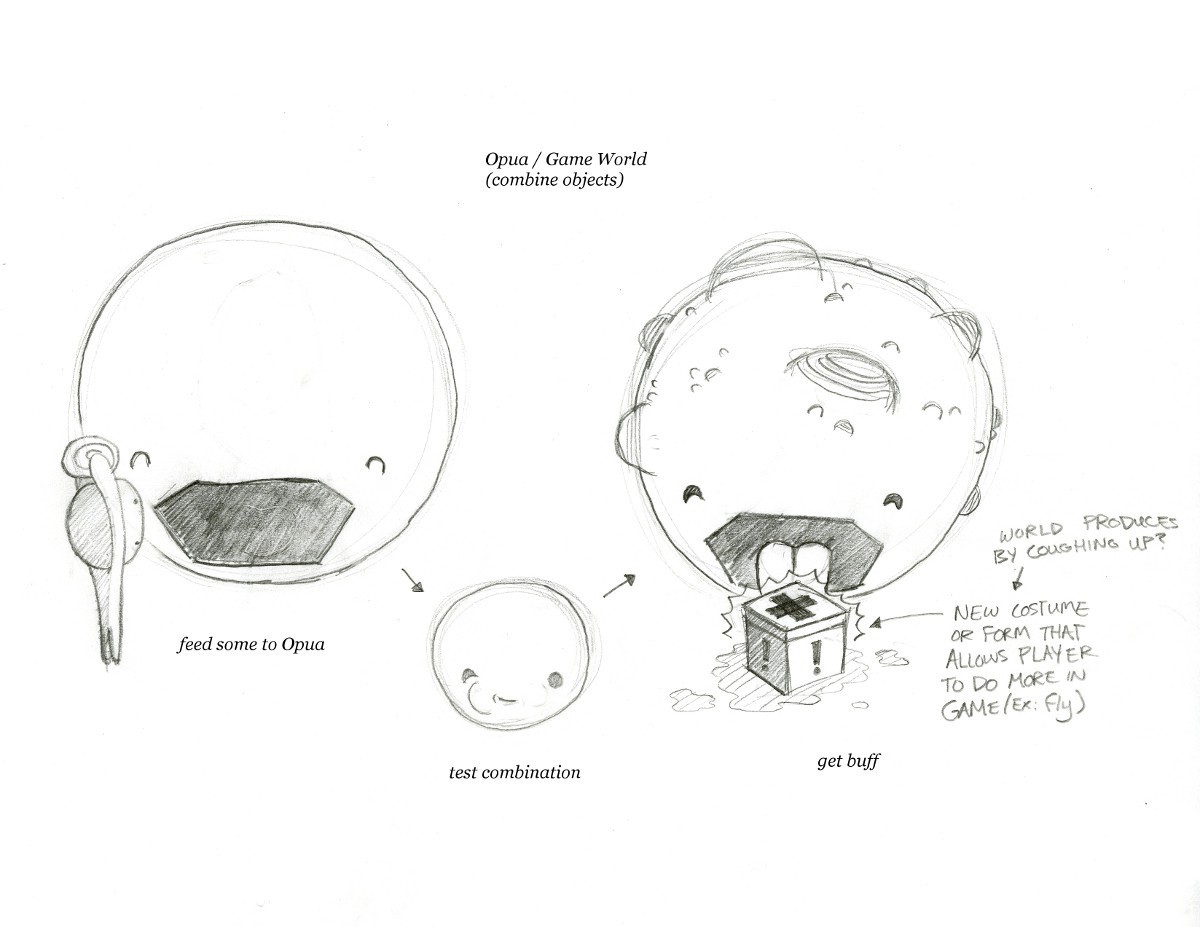 Opua / Game World
(combine objects)
feed some to Opua
test combination
get buff
WORLD PRODUCES
BY COUGHING UP?
NEW COSTUME
OR FORM THAT
ALLOWS PLAYER
TO DO MORE IN
GAME (EX: Fly)
! !